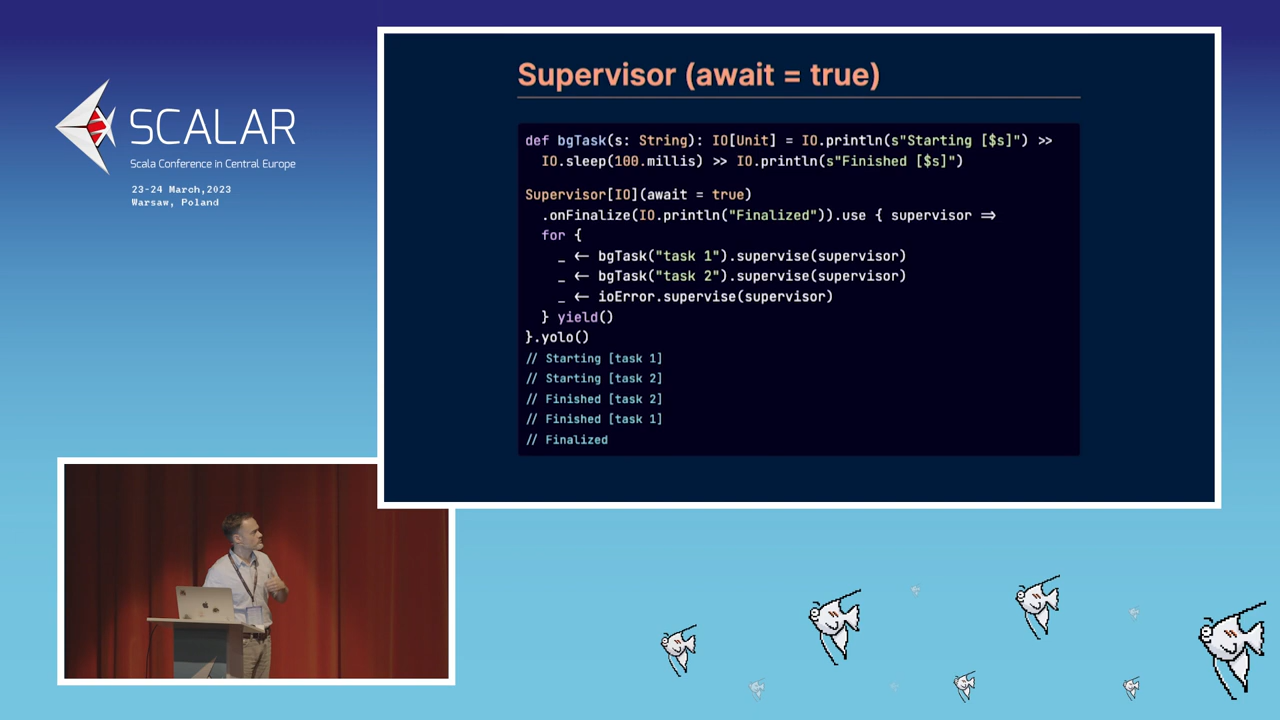 SCALAR
Scala Conference in Central Europe
23-24 March,2023
Warsaw, Poland
Supervisor (await = true)
def bgTask(s: String): IO[Unit] = IO.println(s"Starting [$s]") >>
  IO.sleep(100.millis) >> IO.println(s"Finished [$s]")
Supervisor[IO](await = true)
  .onFinalize(IO.println("Finalized")).use { supervisor =>
  for {
    _ <- bgTask("task 1").supervise(supervisor)
    _ <- bgTask("task 2").supervise(supervisor)
    _ <- ioError.supervise(supervisor)
  } yield()
}.yolo()
// Starting [task 1]
// Starting [task 2]
// Finished [task 2]
// Finished [task 1]
// Finalized